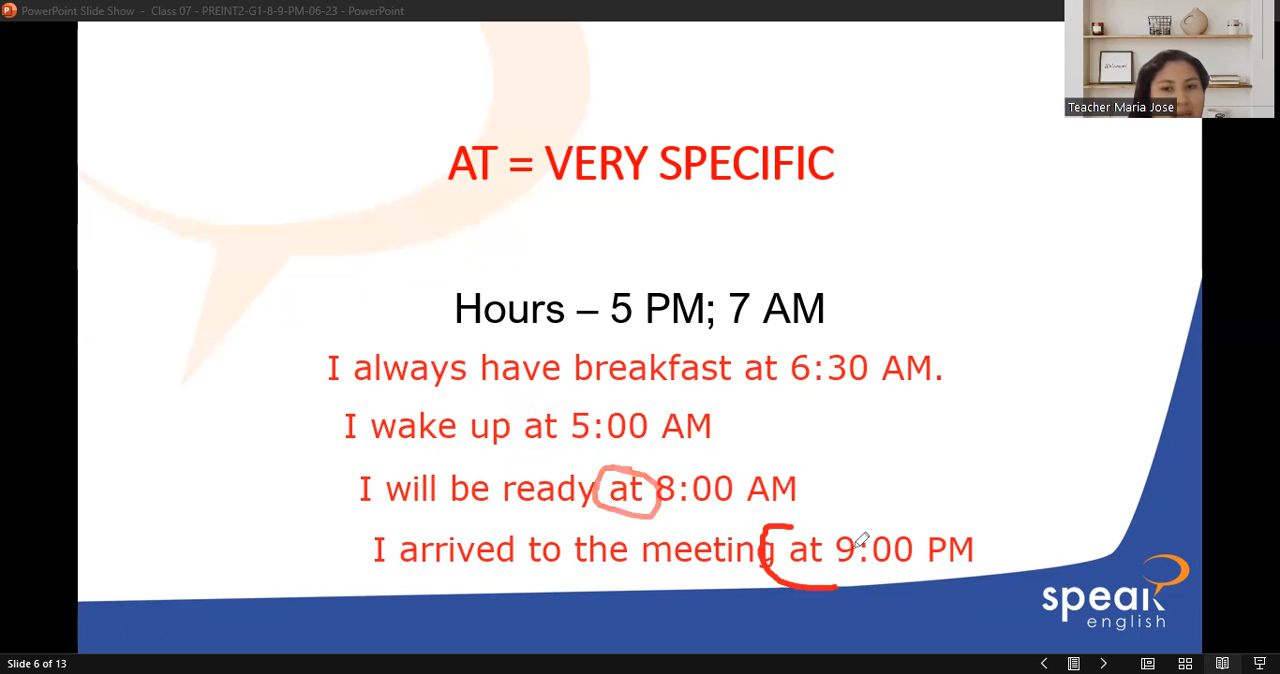 PowerPoint Slide Show - Class 07 - PREINT2-G1-8-9-PM-06-23 - PowerPoint
Teacher Maria Jose
AT = VERY SPECIFIC
Hours – 5 PM; 7 AM
I always have breakfast at 6:30 AM.
I wake up at 5:00 AM
I will be ready at 8:00 AM
I arrived to the meeting at 9:00 PM
speak
english
Slide 6 of 13